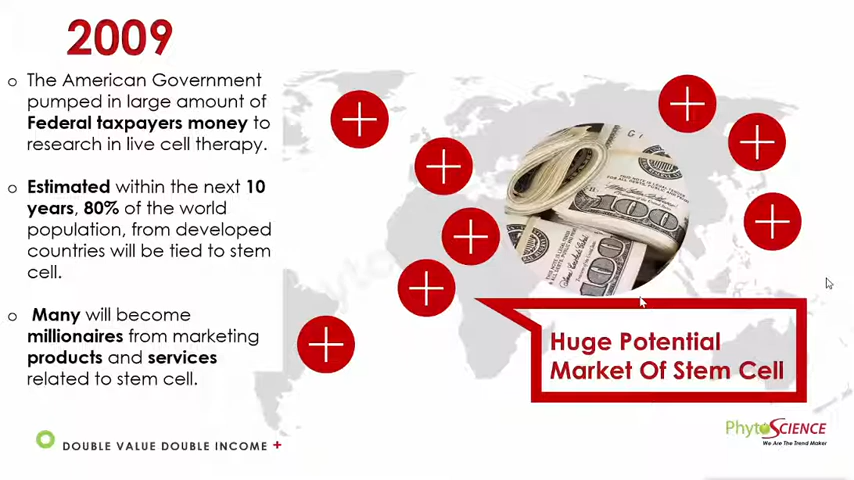 2009
The American Government
pumped in large amount of
Federal taxpayers money to
research in live cell therapy.
Estimated within the next 10
years, 80% of the world
population, from developed
countries will be tied to stem
cell.
Many will become
millionaires from marketing
products and services
related to stem cell.
100
100
Huge Potential
Market Of Stem Cell
DOUBLE VALUE DOUBLE INCOME +
PhytoSCIENCE
We Are The Trend Maker